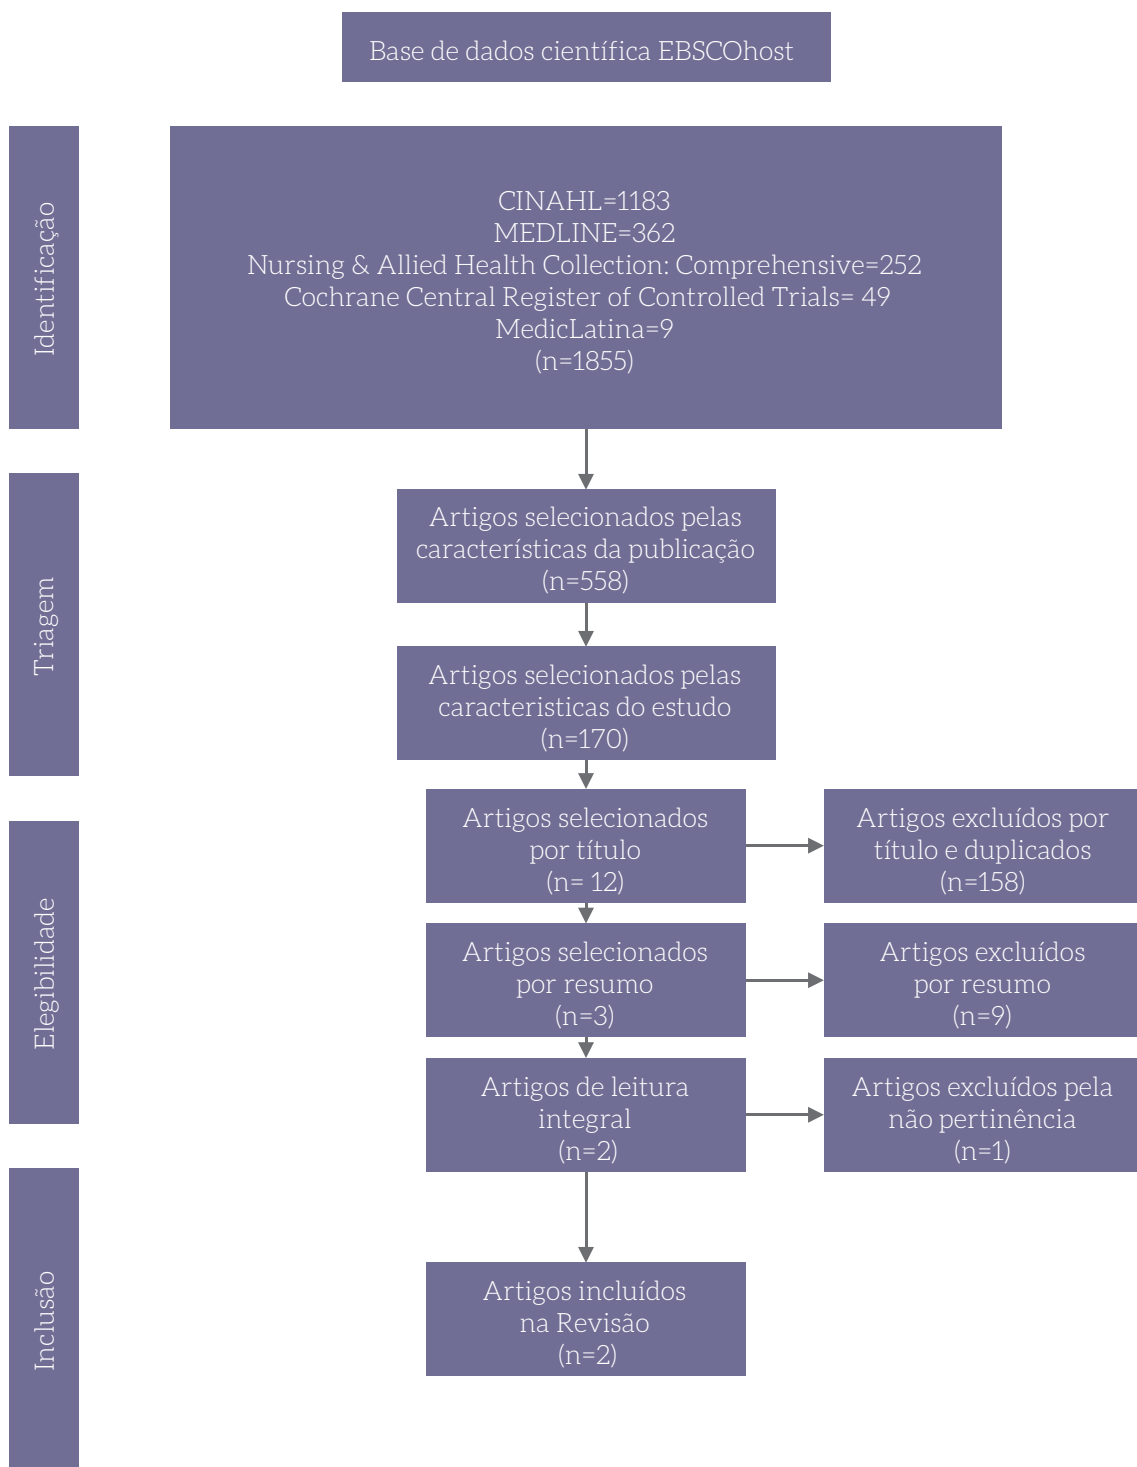 Base de dados científica EBSCOhost
Identificação
CINAHL=1183
MEDLINE=362
Nursing & Allied Health Collection: Comprehensive=252
Cochrane Central Register of Controlled Trials= 49
MedicLatina=9
(n=1855)
Triagem
Artigos selecionados pelas
características da publicação
(n=558)
Artigos selecionados pelas
caracteristicas do estudo
(n=170)
Elegibilidade
Artigos selecionados
por título
(n= 12)
Artigos excluídos por
título e duplicados
(n=158)
Artigos selecionados
por resumo
(n=3)
Artigos excluídos
por resumo
(n=9)
Artigos de leitura
integral
(n=2)
Artigos excluídos pela
não pertinência
(n=1)
Inclusão
Artigos incluídos
na Revisão
(n=2)